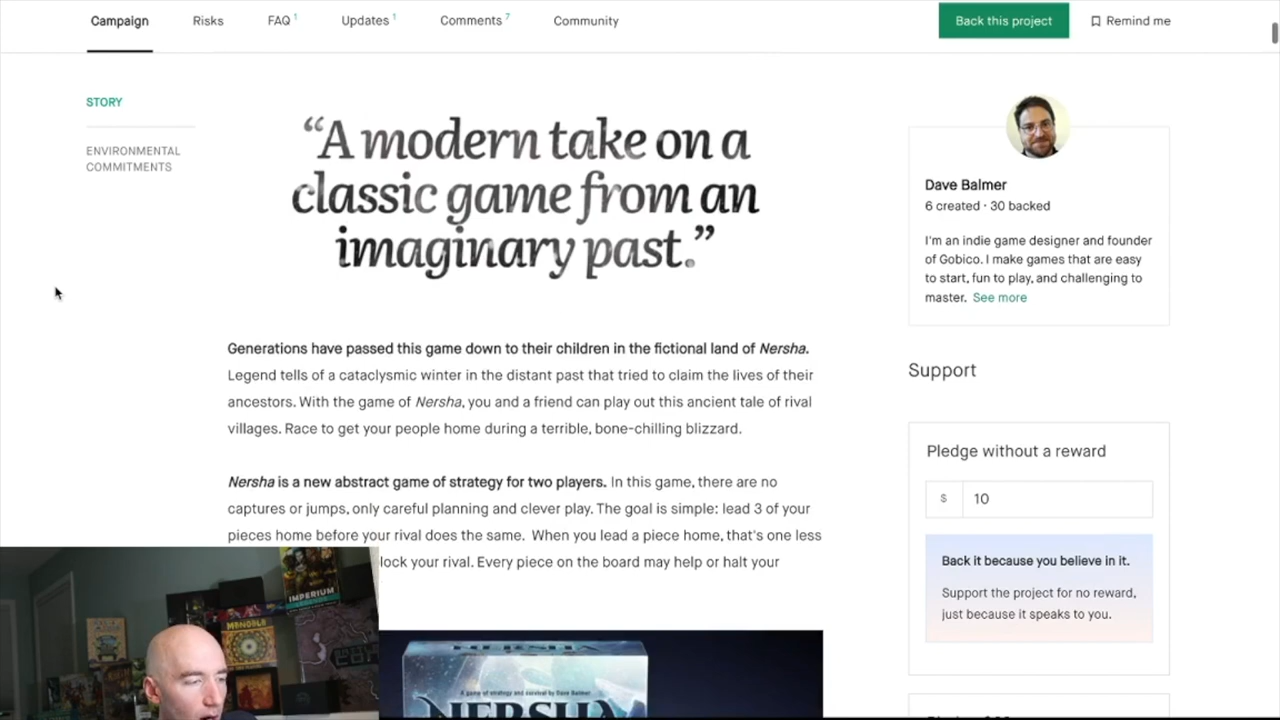 Campaign Risks FAQ 1 Updates 1 Comments 7 Community Back this project Remind me
STORY
ENVIRONMENTAL
COMMITMENTS
“A modern take on a
classic game from an
imaginary past.”
Generations have passed this game down to their children in the fictional land of Nersha.
Legend tells of a cataclysmic winter in the distant past that tried to claim the lives of their
ancestors. With the game of Nersha, you and a friend can play out this ancient tale of rival
villages. Race to get your people home during a terrible, bone-chilling blizzard.
Nersha is a new abstract game of strategy for two players. In this game, there are no
captures or jumps, only careful planning and clever play. The goal is simple: lead 3 of your
pieces home before your rival does the same. When you lead a piece home, that's one less
lock your rival. Every piece on the board may help or halt your
NERSHA
A game of strategy and survival by Dave Balmer
NERSHA
IMPERIUM
Dave Balmer
6 created · 30 backed
I'm an indie game designer and founder
of Gobico. I make games that are easy
to start, fun to play, and challenging to
master. See more
Support
Pledge without a reward
$ 10
Back it because you believe in it.
Support the project for no reward,
just because it speaks to you.